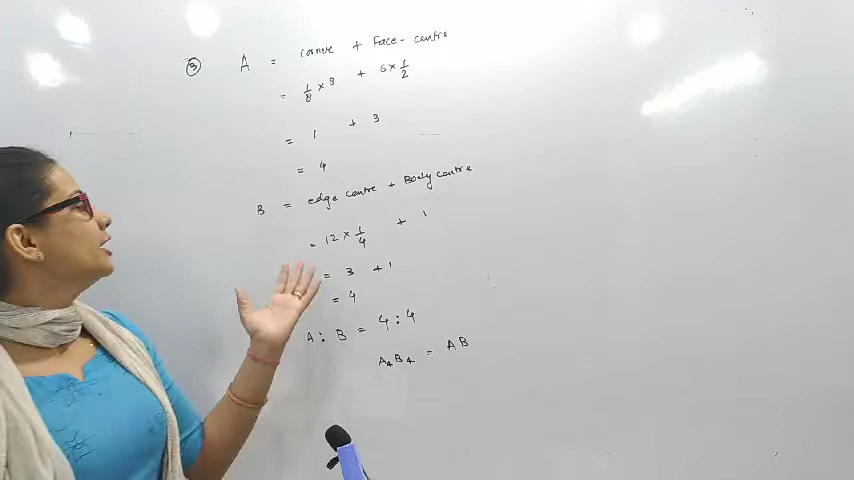 ③ A = corner + Face-centre
= 1/8 × 8 + 6 × 1/2
= 1 + 3
= 4
B = edge centre + Body centre
= 12 × 1/4 + 1
= 3 + 1
= 4
A : B = 4 : 4
A₄B₄ = AB